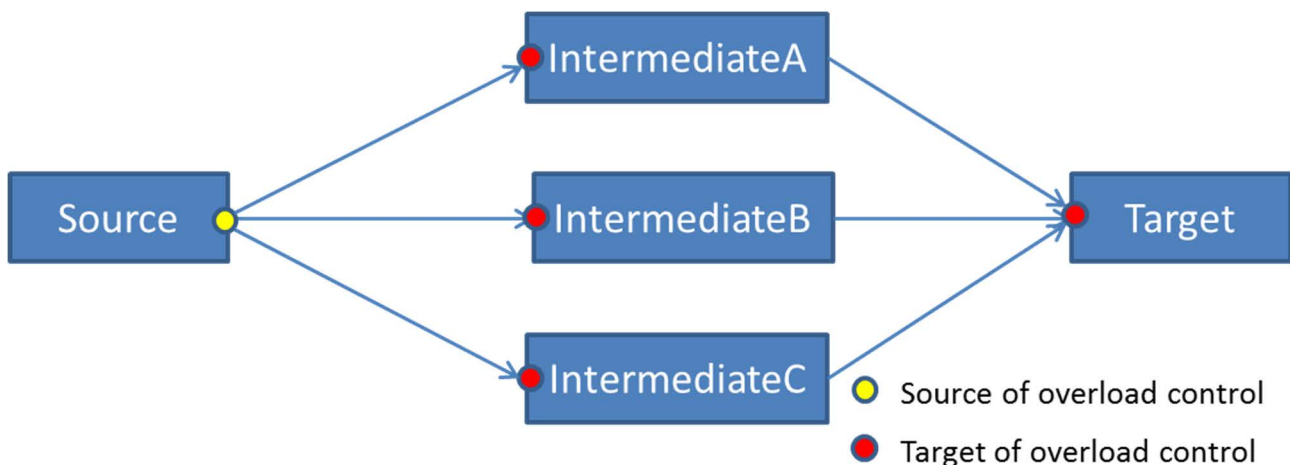 IntermediateA
Source
IntermediateB
Target
IntermediateC
Source of overload control
Target of overload control